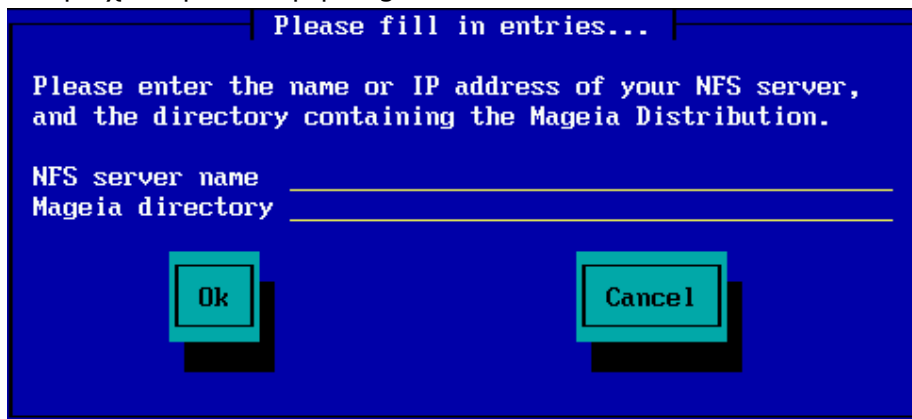 Please fill in entries...
Please enter the name or IP address of your NFS server,
and the directory containing the Mageia Distribution.
NFS server name
Mageia directory
Ok
Cancel